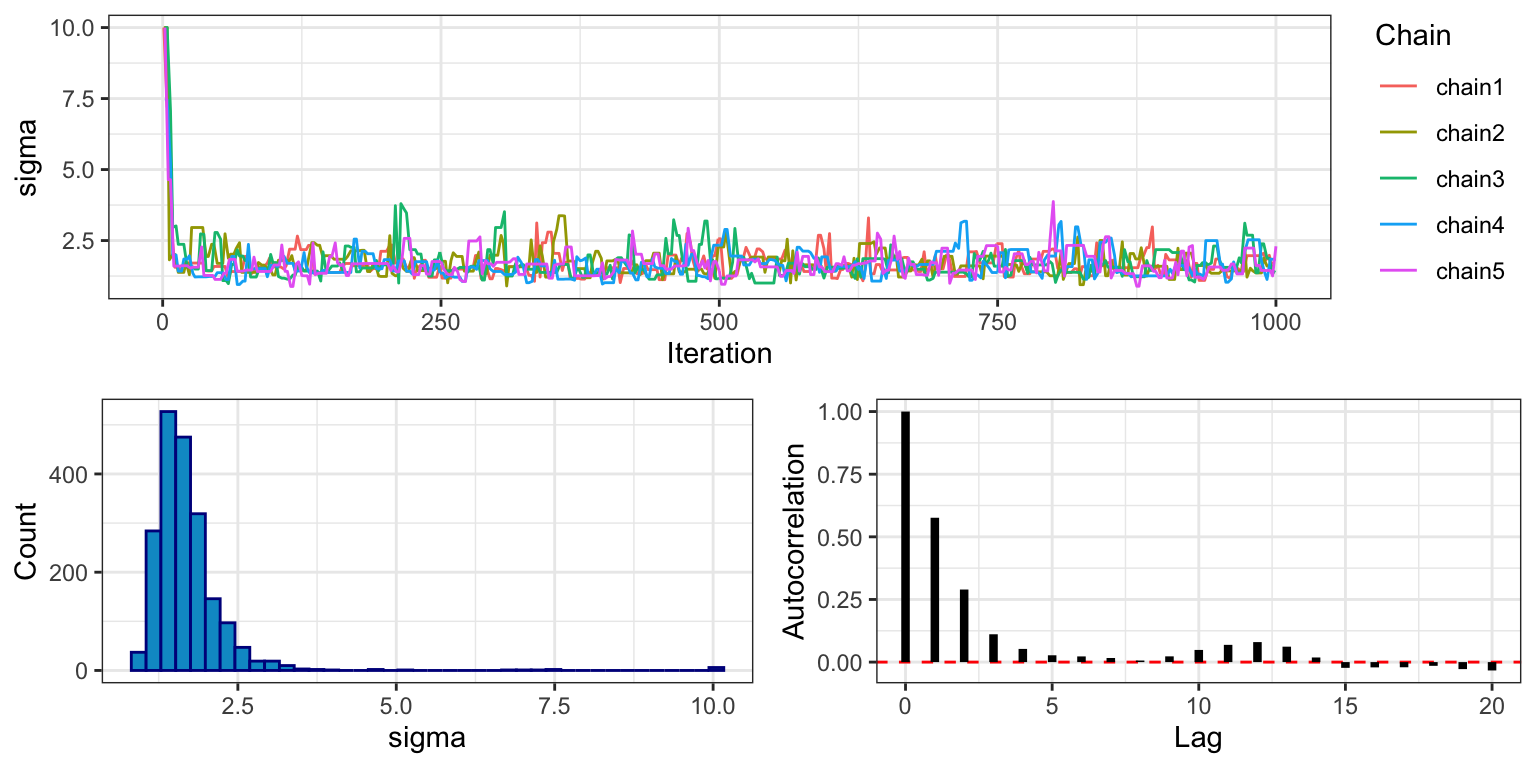 10.0
7.5
5.0
2.5
sigma
0 250 500 750 1000
Iteration
Chain
chain1
chain2
chain3
chain4
chain5
400
200
0
Count
2.5 5.0 7.5 10.0
sigma
1.00
0.75
0.50
0.25
0.00
Autocorrelation
0 5 10 15 20
Lag